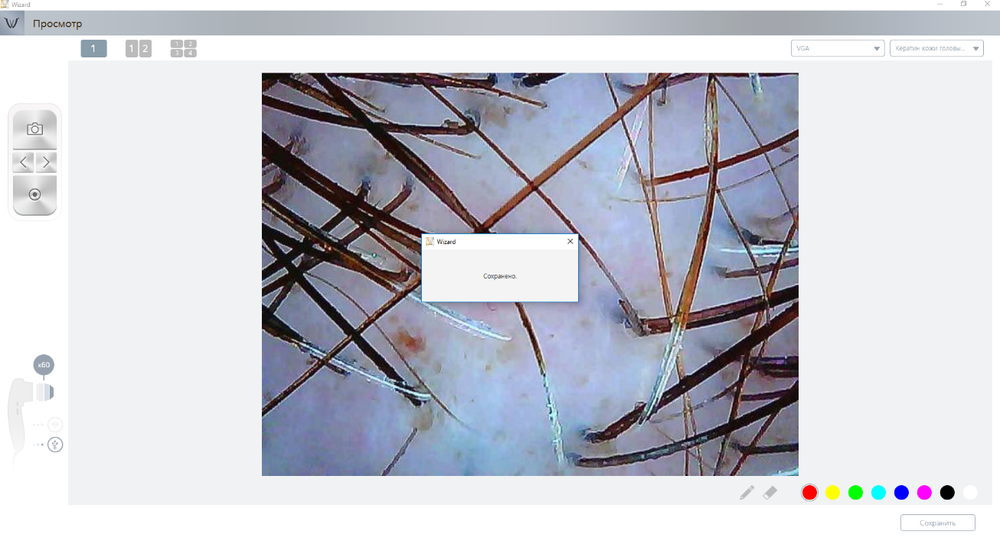 Wizard
W
Просмотр
1
1 2
1 2
3 4
VGA
Кератин кожи головы...
Wizard
Сохранено.
x60
Сохранить